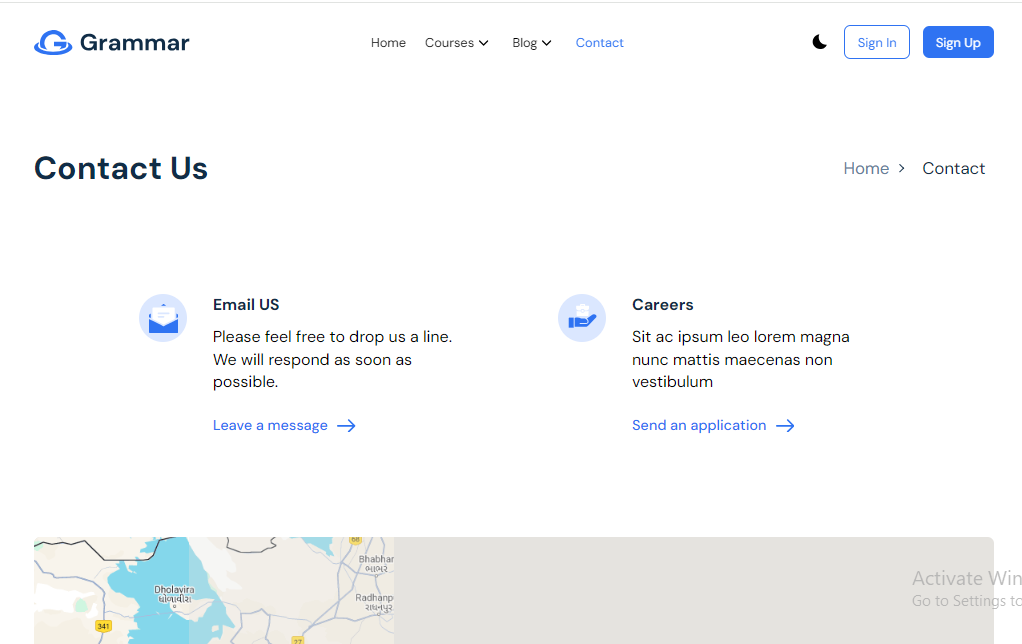 Grammar
Home Courses Blog Contact
Sign In Sign Up
Contact Us
Home > Contact
Email US
Please feel free to drop us a line.
We will respond as soon as
possible.
Leave a message
Careers
Sit ac ipsum leo lorem magna
nunc mattis maecenas non
vestibulum
Send an application
68
Bhabhar
ભાભર
Dholavira
ધોળાવીરા
Radhanp
રાધનપુર
341
27
Activate Win
Go to Settings to